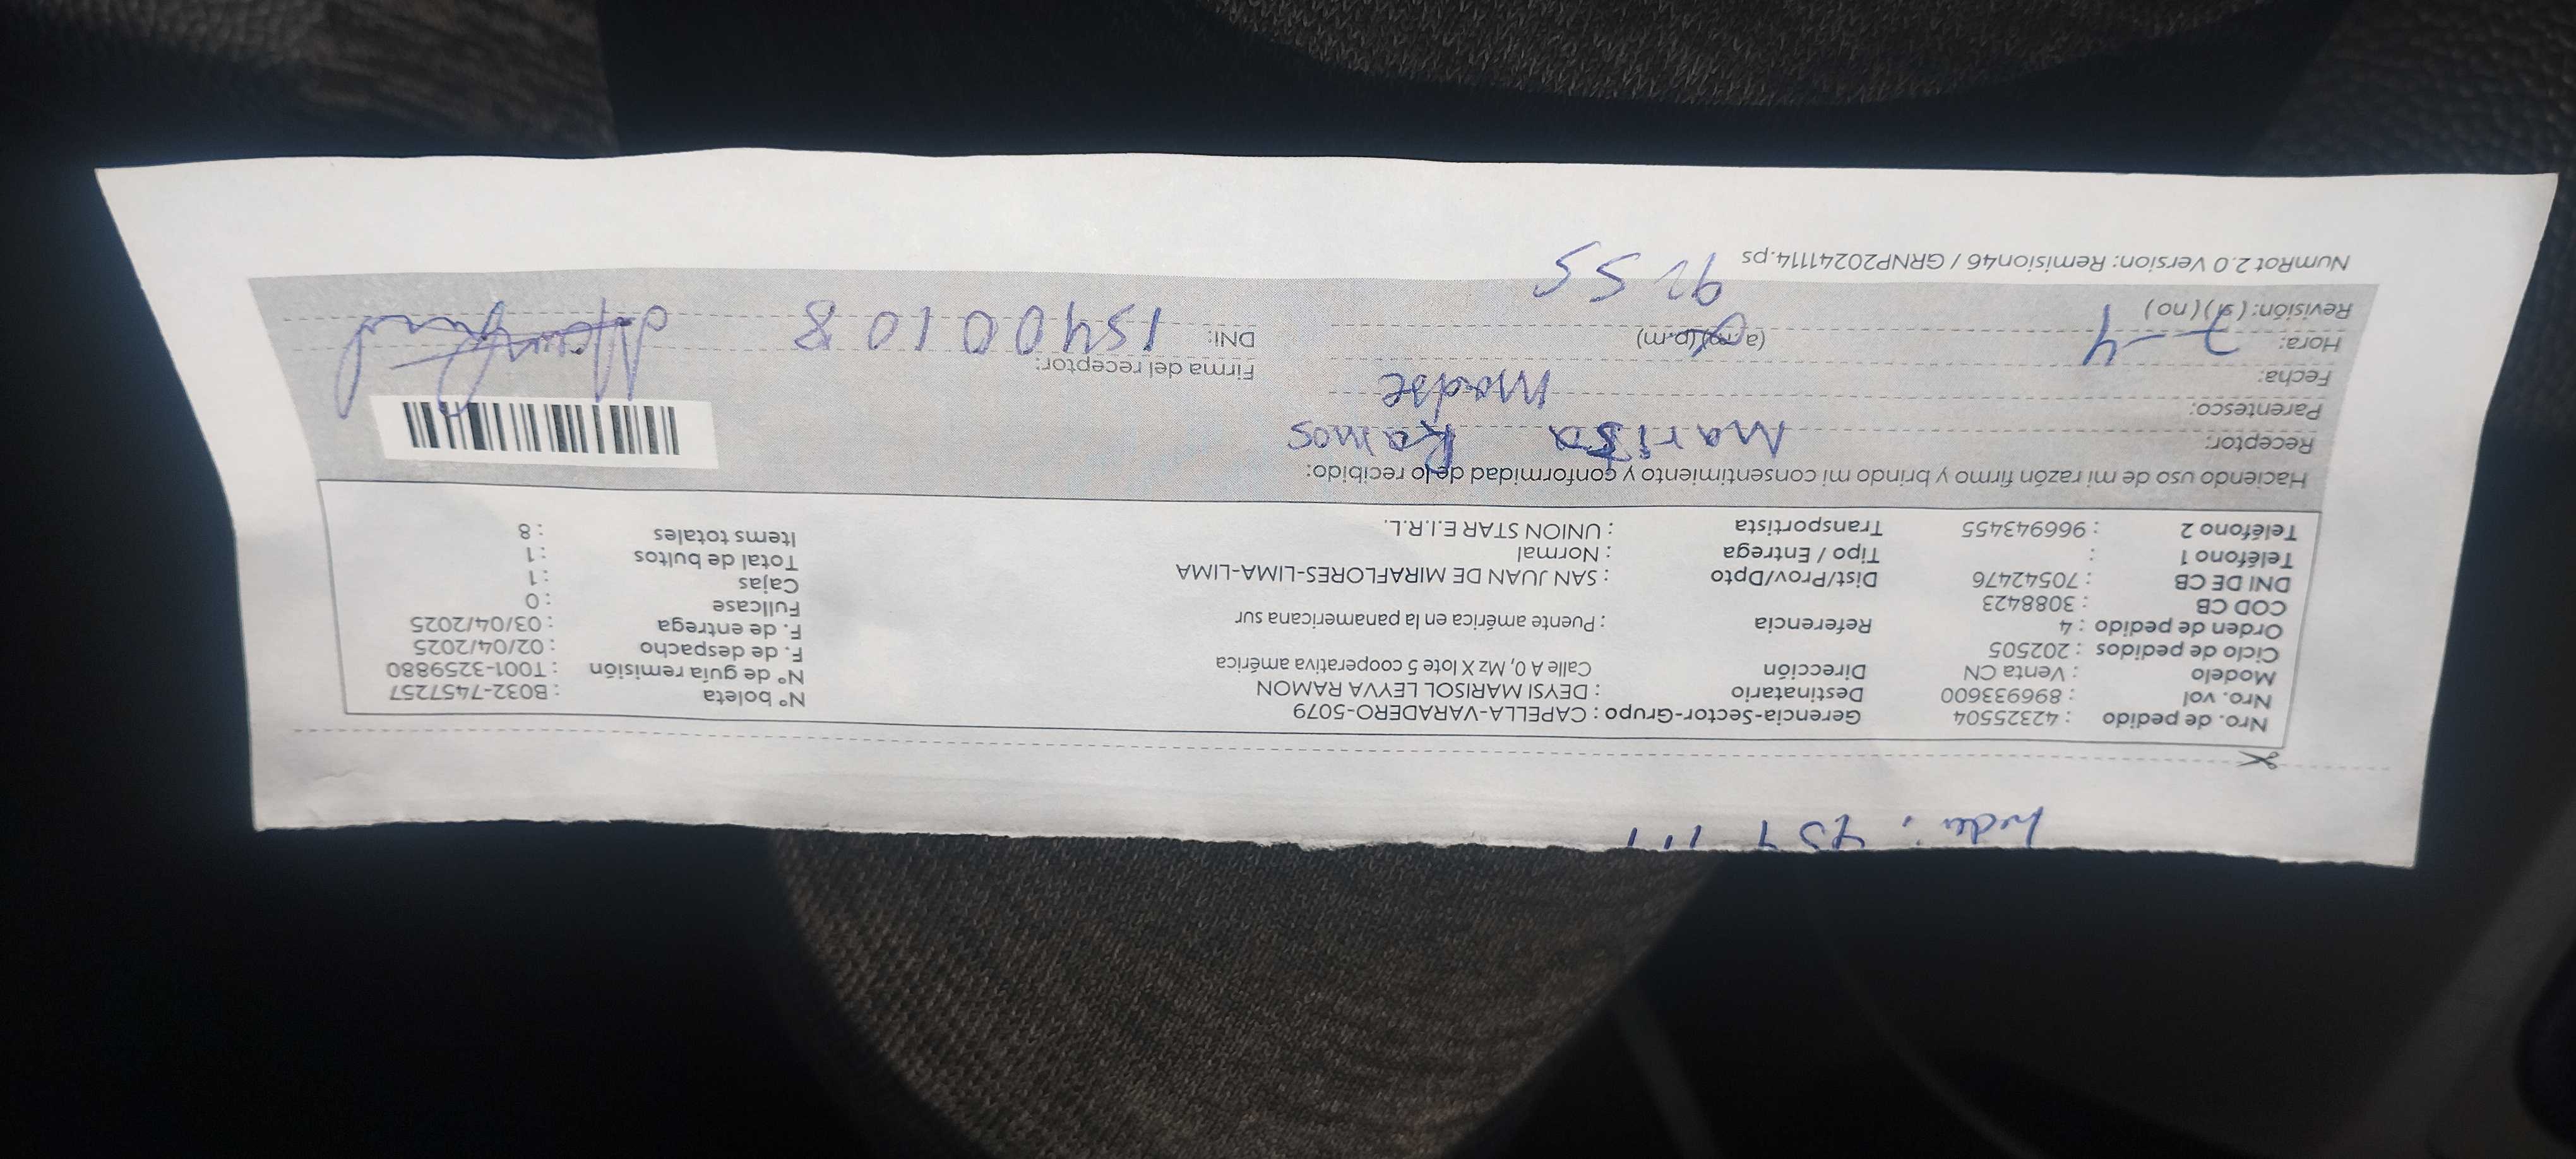 Nro. de pedido : 42325504 Gerencia-Sector-Grupo : CAPELLA-VARADERO-5079 N° boleta : B032-7457257
Nro. vol : 896933600 Destinatario : DEYSI MARISOL LEYVA RAMON N° de guía remisión : T001-3259880
Modelo : Venta CN Dirección Calle A 0, Mz X lote 5 cooperativa américa F. de despacho : 02/04/2025
Ciclo de pedidos : 202505 F. de entrega : 03/04/2025
Orden de pedido : 4 Referencia : Puente américa en la panamericana sur Fullcase : 0
COD CB : 3088423 Cajas : 1
DNI DE CB : 70542476 Dist/Prov/Dpto : SAN JUAN DE MIRAFLORES-LIMA-LIMA Total de bultos : 1
Teléfono 1 : Tipo / Entrega : Normal Items totales : 8
Teléfono 2 : 966943455 Transportista : UNION STAR E.I.R.L.
Haciendo uso de mi razón firmo y brindo mi consentimiento y conformidad de lo recibido:
Receptor: Marisa Ramos
Parentesco: Madre
Fecha: 7-4 Firma del receptor:
Hora: (a.m) (p.m) DNI: 15400108
Revisión: ( si ) ( no ) 9255
NumRot 2.0 Version: Remision46 / GRNP20241114.ps